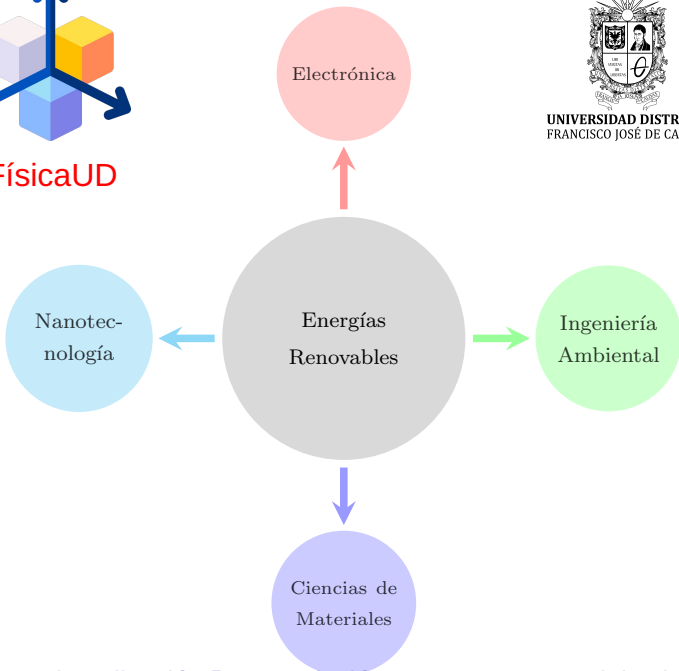 Electrónica
UNIVERSIDAD DISTR
FRANCISCO JOSÉ DE CA
FísicaUD
Energías
Renovables
Nanotec-
nología
Ingeniería
Ambiental
Ciencias de
Materiales